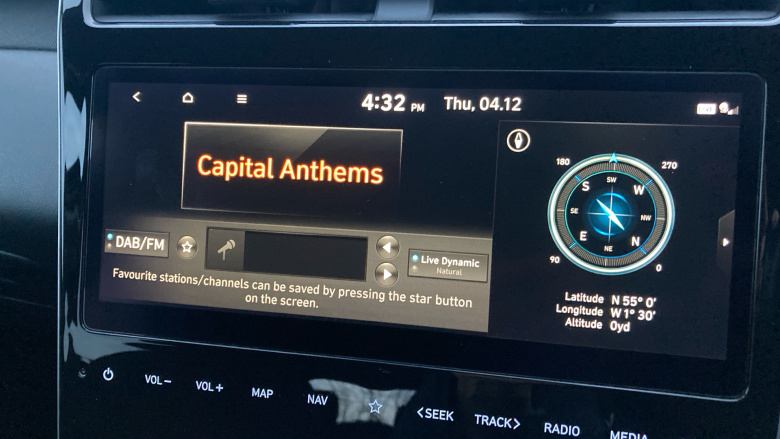 4:32 PM Thu, 04.12
Capital Anthems
DAB/FM
Live Dynamic
Natural
Favourite stations/channels can be saved by pressing the star button
on the screen.
180 270
SW
S W
SE NW
E N
NE
90 0
Latitude N 55° 0'
Longitude W 1° 30'
Altitude 0yd
VOL− VOL+ MAP NAV <SEEK TRACK> RADIO MEDIA